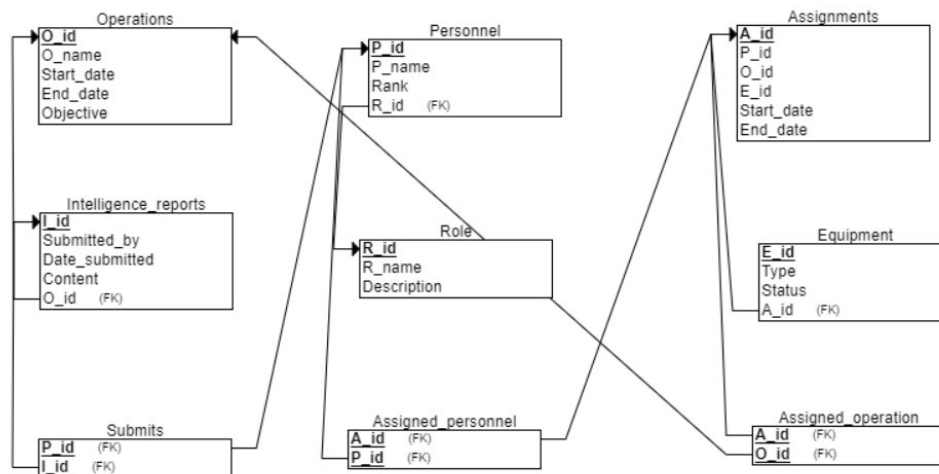 Operations
O_id
O_name
Start_date
End_date
Objective
Personnel
P_id
P_name
Rank
R_id (FK)
Assignments
A_id
P_id
O_id
E_id
Start_date
End_date
Intelligence_reports
I_id
Submitted_by
Date_submitted
Content
O_id (FK)
Role
R_id
R_name
Description
Equipment
E_id
Type
Status
A_id (FK)
Submits
P_id (FK)
I_id (FK)
Assigned_personnel
A_id (FK)
P_id (FK)
Assigned_operation
A_id (FK)
O_id (FK)